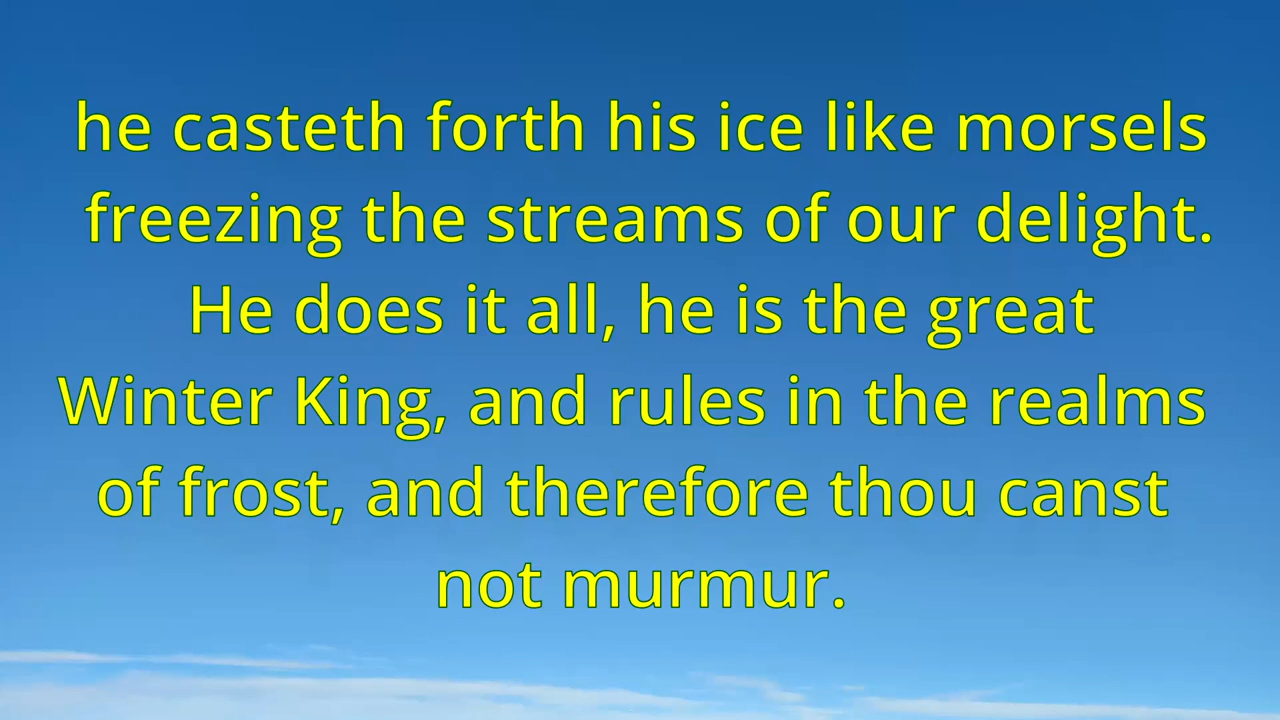 he casteth forth his ice like morsels
freezing the streams of our delight.
He does it all, he is the great
Winter King, and rules in the realms
of frost, and therefore thou canst
not murmur.